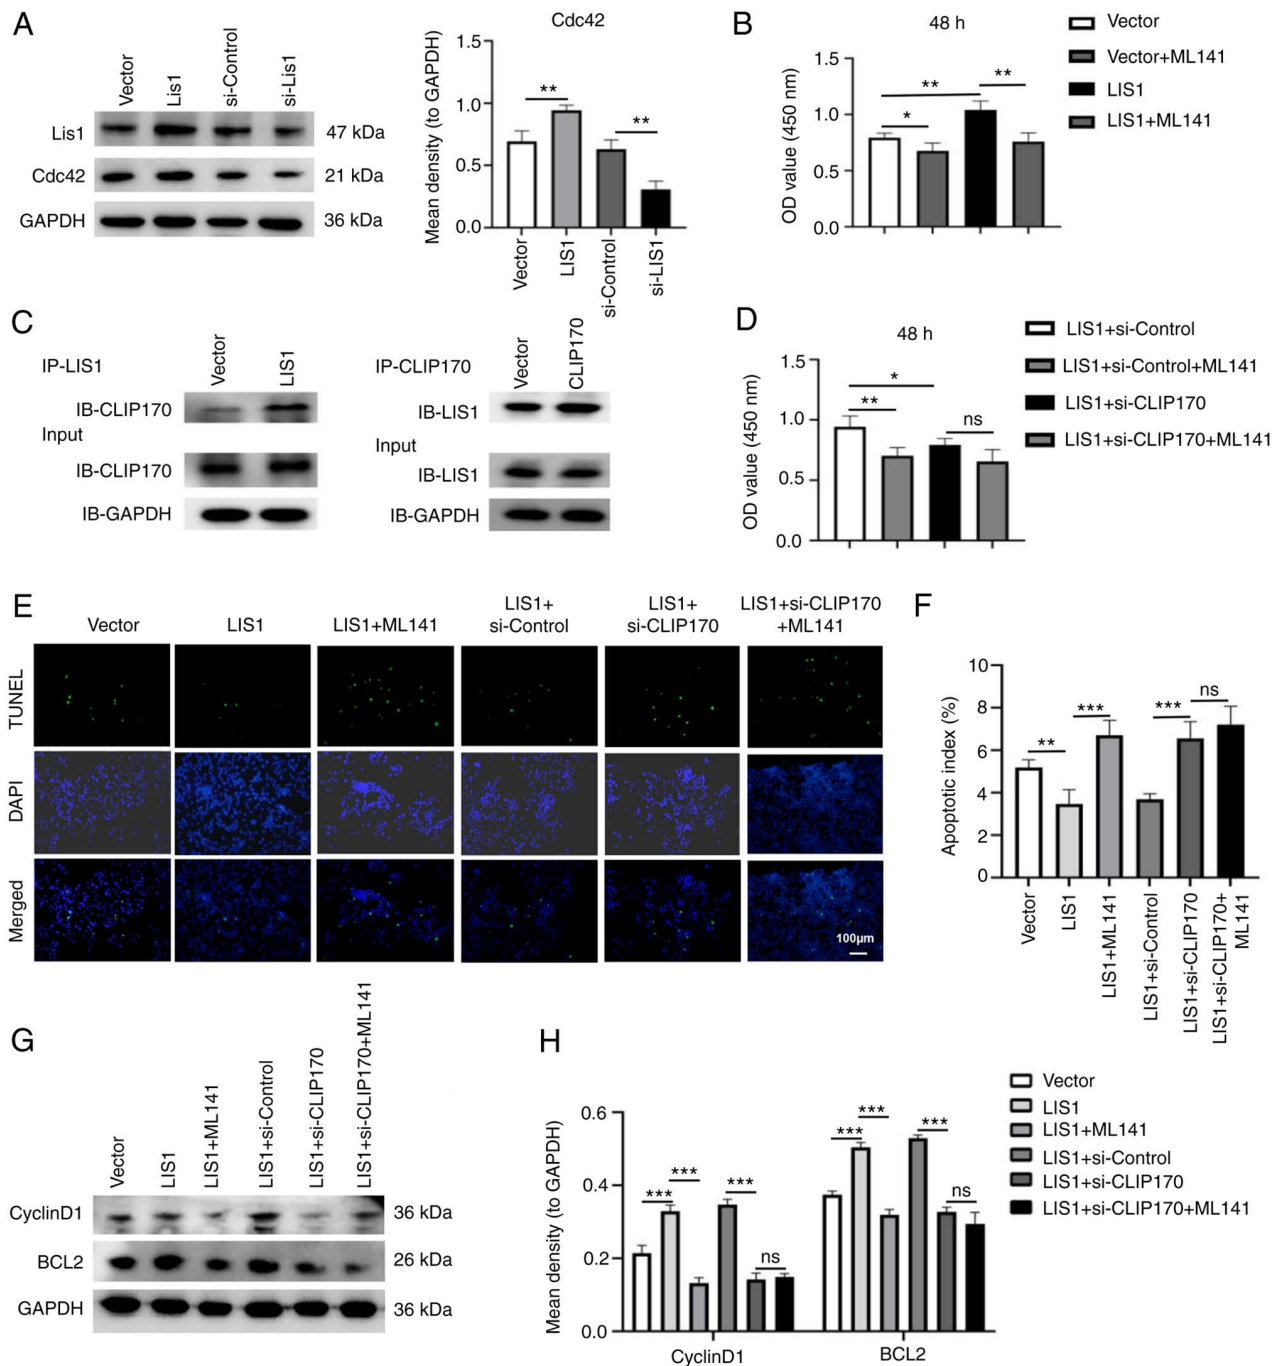 A
Vector
Lis1
si-Control
si-Lis1
Lis1
47 kDa
Cdc42
21 kDa
GAPDH
36 kDa
Cdc42
Mean density (to GAPDH)
1.5
1.0
0.5
0.0
**
**
Vector
LIS1
si-Control
si-LIS1
B
48 h
OD value (450 nm)
1.5
1.0
0.5
0.0
**
**
*
Vector
Vector+ML141
LIS1
LIS1+ML141
C
IP-LIS1
Vector
LIS1
IB-CLIP170
Input
IB-CLIP170
IB-GAPDH
IP-CLIP170
Vector
CLIP170
IB-LIS1
Input
IB-LIS1
IB-GAPDH
D
48 h
OD value (450 nm)
1.5
1.0
0.5
0.0
*
**
ns
LIS1+si-Control
LIS1+si-Control+ML141
LIS1+si-CLIP170
LIS1+si-CLIP170+ML141
E
Vector
LIS1
LIS1+ML141
LIS1+
si-Control
LIS1+
si-CLIP170
LIS1+si-CLIP170
+ML141
TUNEL
DAPI
Merged
100μm
F
Apoptotic index (%)
10
8
6
4
2
0
**
***
***
ns
Vector
LIS1
LIS1+ML141
LIS1+si-Control
LIS1+si-CLIP170
LIS1+si-CLIP170+
ML141
G
Vector
LIS1
LIS1+ML141
LIS1+si-Control
LIS1+si-CLIP170
LIS1+si-CLIP170+ML141
CyclinD1
36 kDa
BCL2
26 kDa
GAPDH
36 kDa
H
Mean density (to GAPDH)
0.6
0.4
0.2
0.0
***
***
***
ns
***
***
***
ns
CyclinD1
BCL2
Vector
LIS1
LIS1+ML141
LIS1+si-Control
LIS1+si-CLIP170
LIS1+si-CLIP170+ML141